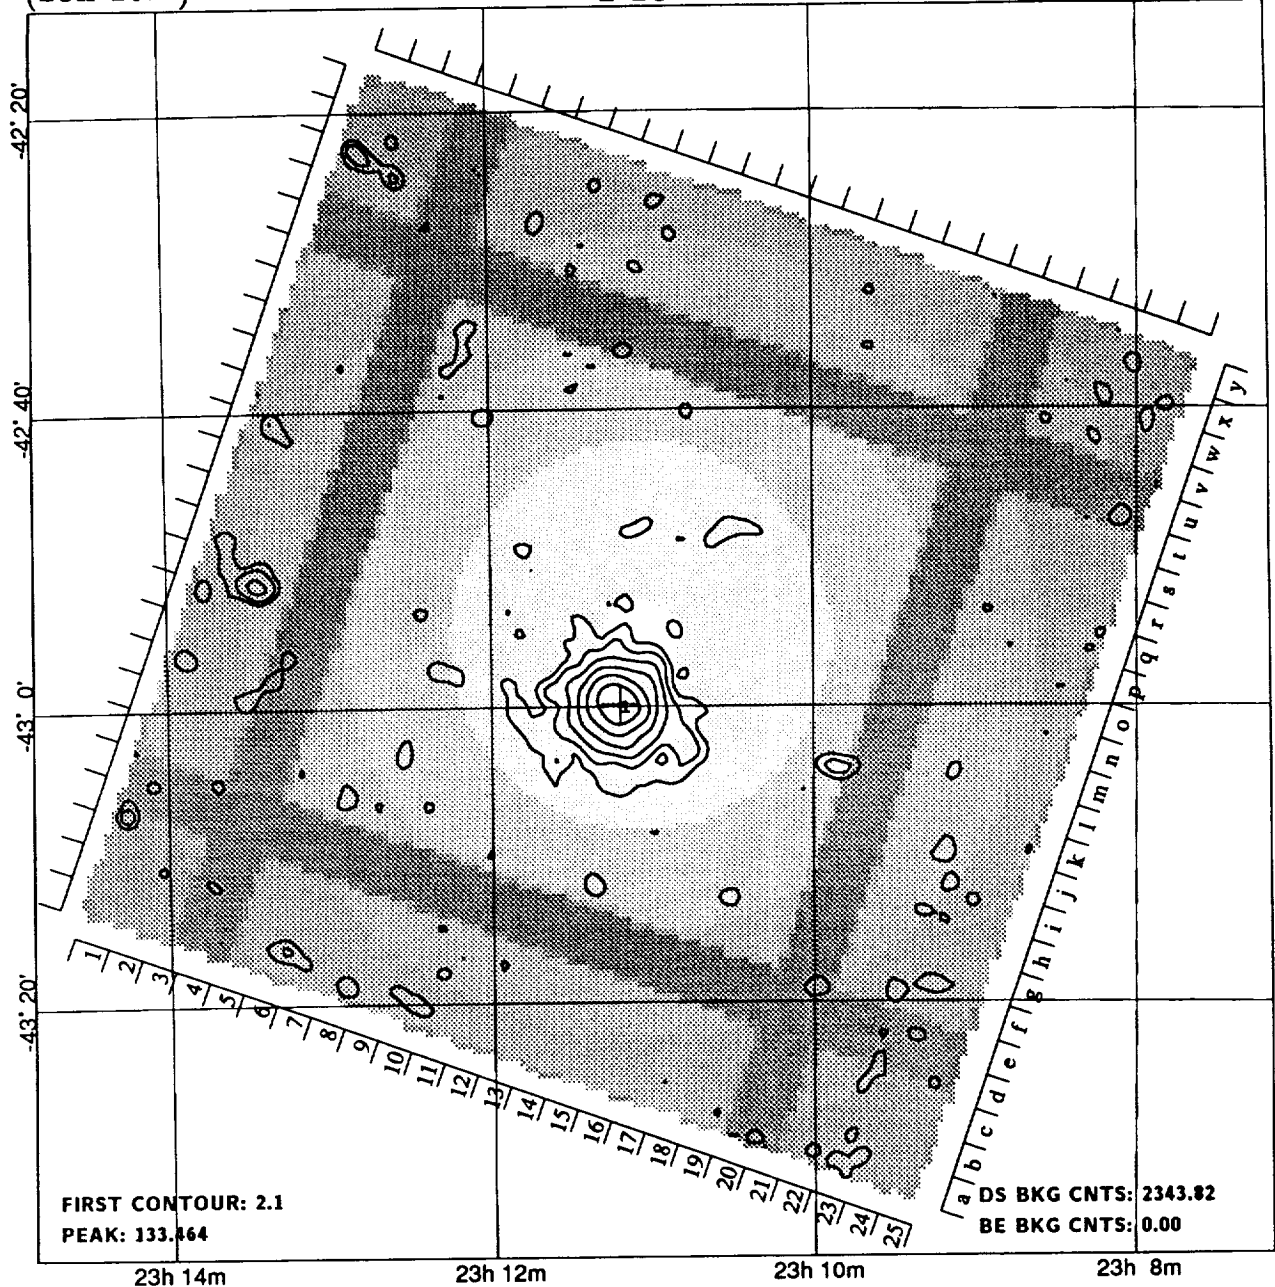 -42° 20'
-42° 40'
-43° 0'
-43° 20'
y
x
w
v
u
t
s
r
q
p
o
n
m
l
k
j
i
h
g
f
e
d
c
b
a
1 2 3 4 5 6 7 8 9 10 11 12 13 14 15 16 17 18 19 20 21 22 23 24 25
FIRST CONTOUR: 2.1
PEAK: 133.464
DS BKG CNTS: 2343.82
BE BKG CNTS: 0.00
23h 14m 23h 12m 23h 10m 23h 8m